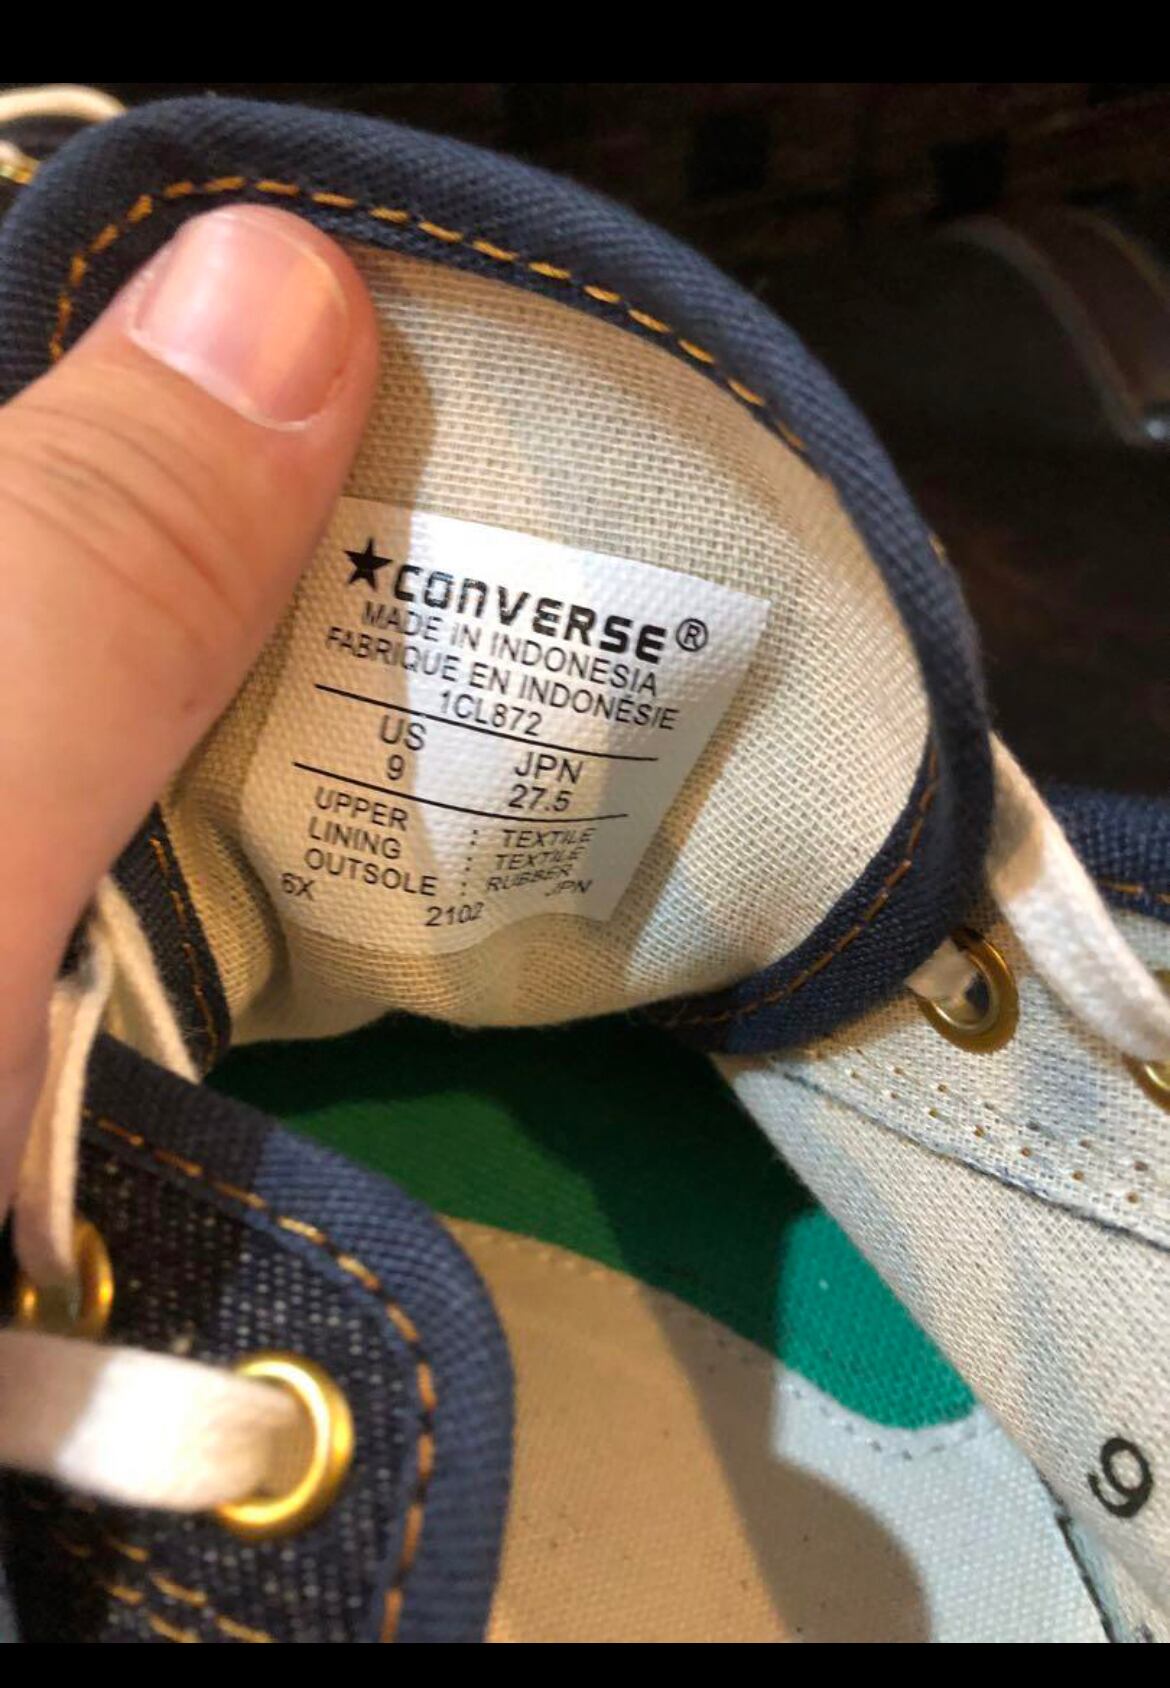 ★CONVERSE®
MADE IN INDONESIA
FABRIQUE EN INDONÉSIE
1CL872
US JPN
9 27.5
UPPER : TEXTILE
LINING : TEXTILE
OUTSOLE : RUBBER
6X 2102 JPN
9